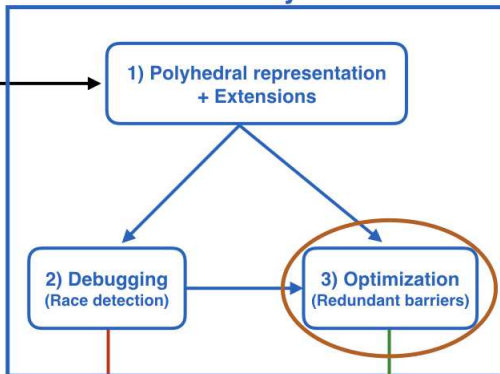 1) Polyhedral representation
+ Extensions
2) Debugging
(Race detection)
3) Optimization
(Redundant barriers)